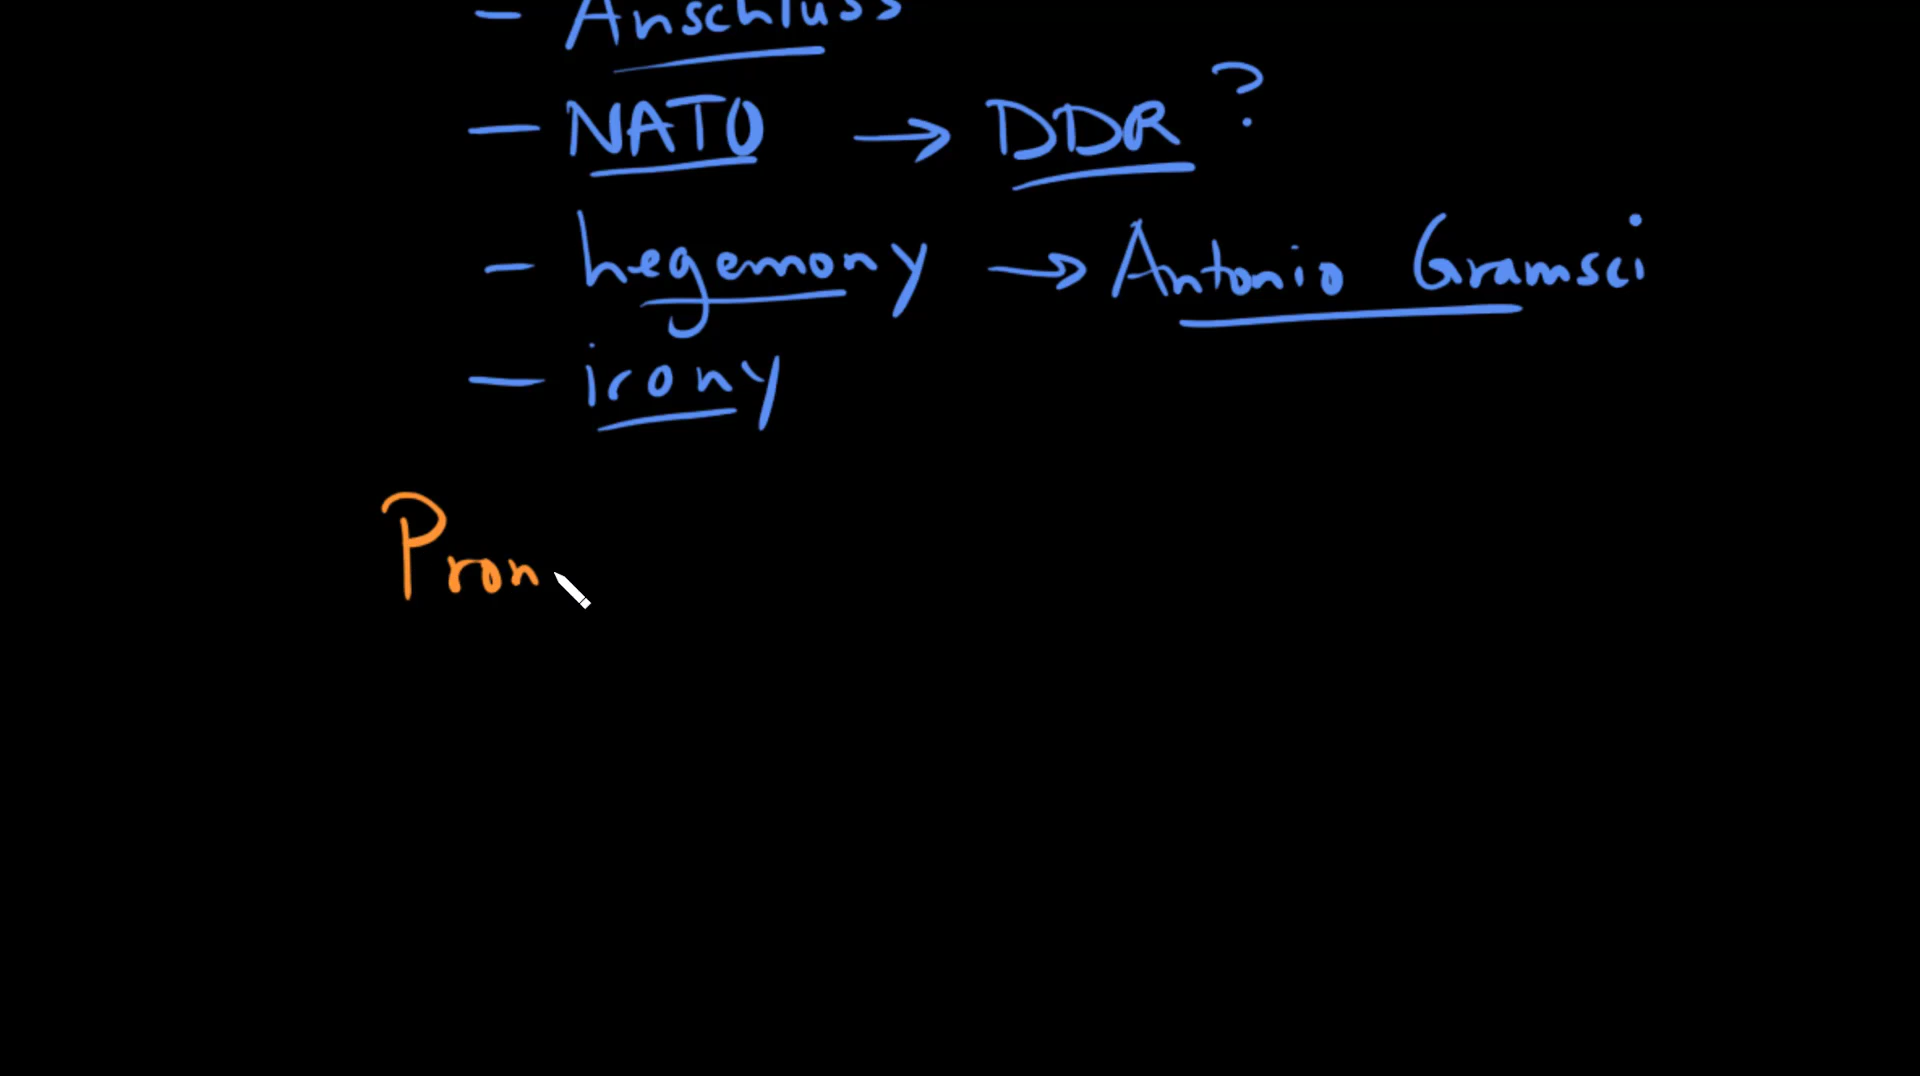 - Anschluss
- NATO → DDR?
- hegemony → Antonio Gramsci
- irony
Pron